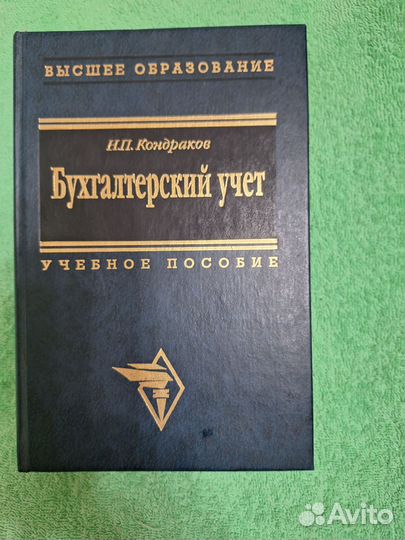 ВЫСШЕЕ ОБРАЗОВАНИЕ
Н.П. Кондраков
Бухгалтерский учет
УЧЕБНОЕ ПОСОБИЕ
Avito